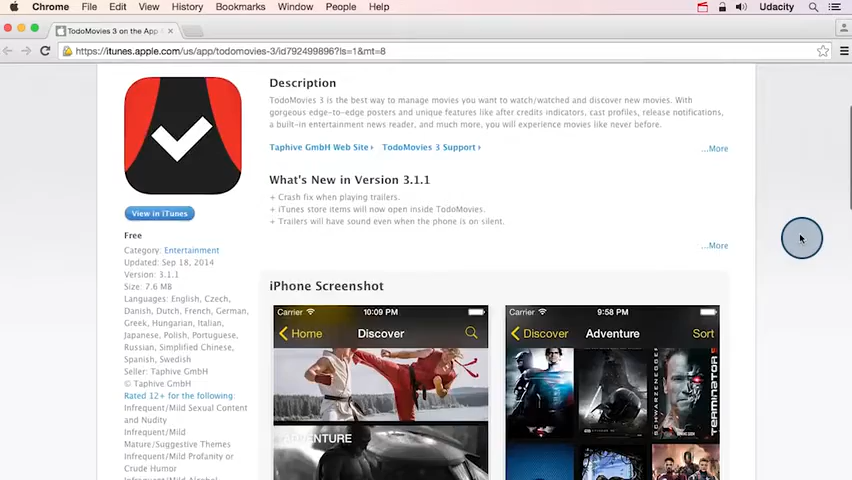 Chrome File Edit View History Bookmarks Window People Help Udacity
TodoMovies 3 on the App
https://itunes.apple.com/us/app/todomovies-3/id792499896?ls=1&mt=8
Description
TodoMovies 3 is the best way to manage movies you want to watch/watched and discover new movies. With
gorgeous edge-to-edge posters and unique features like after credits indicators, cast profiles, release notifications,
a built-in entertainment news reader, and much more, you will experience movies like never before.
Taphive GmbH Web Site TodoMovies 3 Support
...More
What's New in Version 3.1.1
+ Crash fix when playing trailers.
+ iTunes store items will now open inside TodoMovies.
+ Trailers will have sound even when the phone is on silent.
...More
View in iTunes
Free
Category: Entertainment
Updated: Sep 18, 2014
Version: 3.1.1
Size: 7.6 MB
Languages: English, Czech,
Danish, Dutch, French, German,
Greek, Hungarian, Italian,
Japanese, Polish, Portuguese,
Russian, Simplified Chinese,
Spanish, Swedish
Seller: Taphive GmbH
© Taphive GmbH
Rated 12+ for the following:
Infrequent/Mild Sexual Content
and Nudity
Infrequent/Mild
Mature/Suggestive Themes
Infrequent/Mild Profanity or
Crude Humor
Infrequent/Mild Alcohol,
iPhone Screenshot
Carrier 10:09 PM
Home Discover
ADVENTURE
Carrier 9:58 PM
Discover Adventure Sort
SCHWARZENEGGER
TERMINATOR